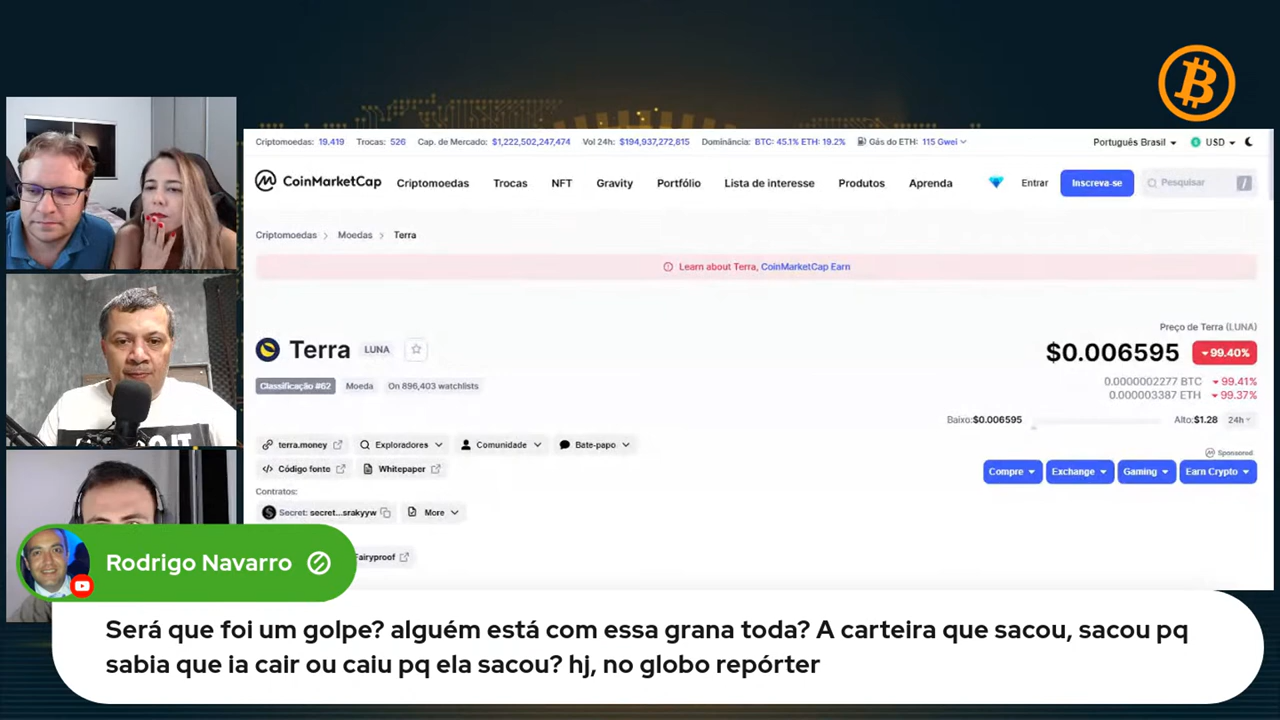 Criptomoedas: 19.419 Trocas: 526 Cap. de Mercado: $1,222,502,247,474 Vol 24h: $194,937,272,815 Dominância: BTC: 45.1% ETH: 19.2% Gás do ETH: 115 Gwei
Português Brasil USD
CoinMarketCap Criptomoedas Trocas NFT Gravity Portfólio Lista de interesse Produtos Aprenda Entrar Inscreva-se Pesquisar /
Criptomoedas > Moedas > Terra
Learn about Terra, CoinMarketCap Earn
Preço de Terra (LUNA)
Terra LUNA
$0.006595 99.40%
0.0000002277 BTC 99.41%
0.000003387 ETH 99.37%
Classificação #62 Moeda On 896,403 watchlists
Baixo:$0.006595 Alto:$1.28 24h
terra.money Exploradores Comunidade Bate-papo
Sponsored
Código fonte Whitepaper
Compre Exchange Gaming Earn Crypto
Contratos:
Secret: secret...srakyyw More
Fairyproof
Rodrigo Navarro
Será que foi um golpe? alguém está com essa grana toda? A carteira que sacou, sacou pq
sabia que ia cair ou caiu pq ela sacou? hj, no globo repórter